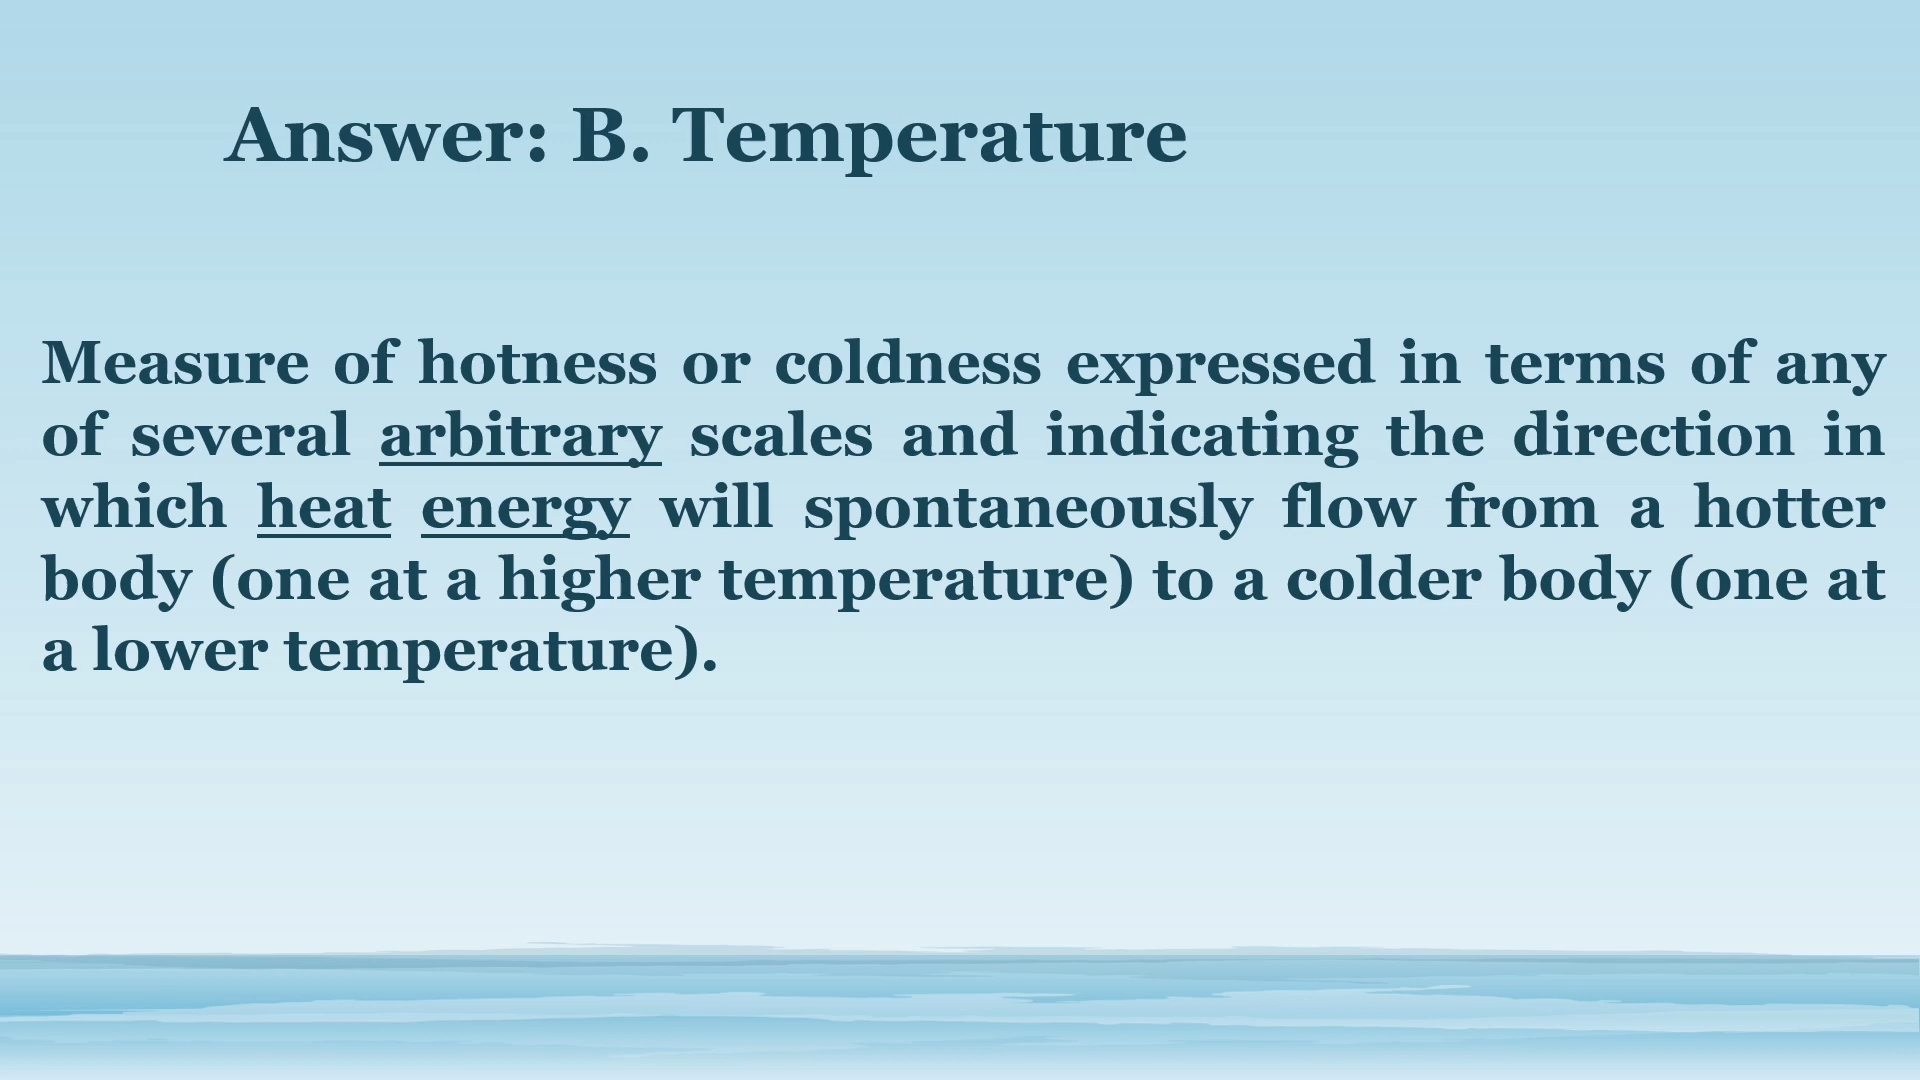 Answer: B. Temperature
Measure of hotness or coldness expressed in terms of any
of several arbitrary scales and indicating the direction in
which heat energy will spontaneously flow from a hotter
body (one at a higher temperature) to a colder body (one at
a lower temperature).